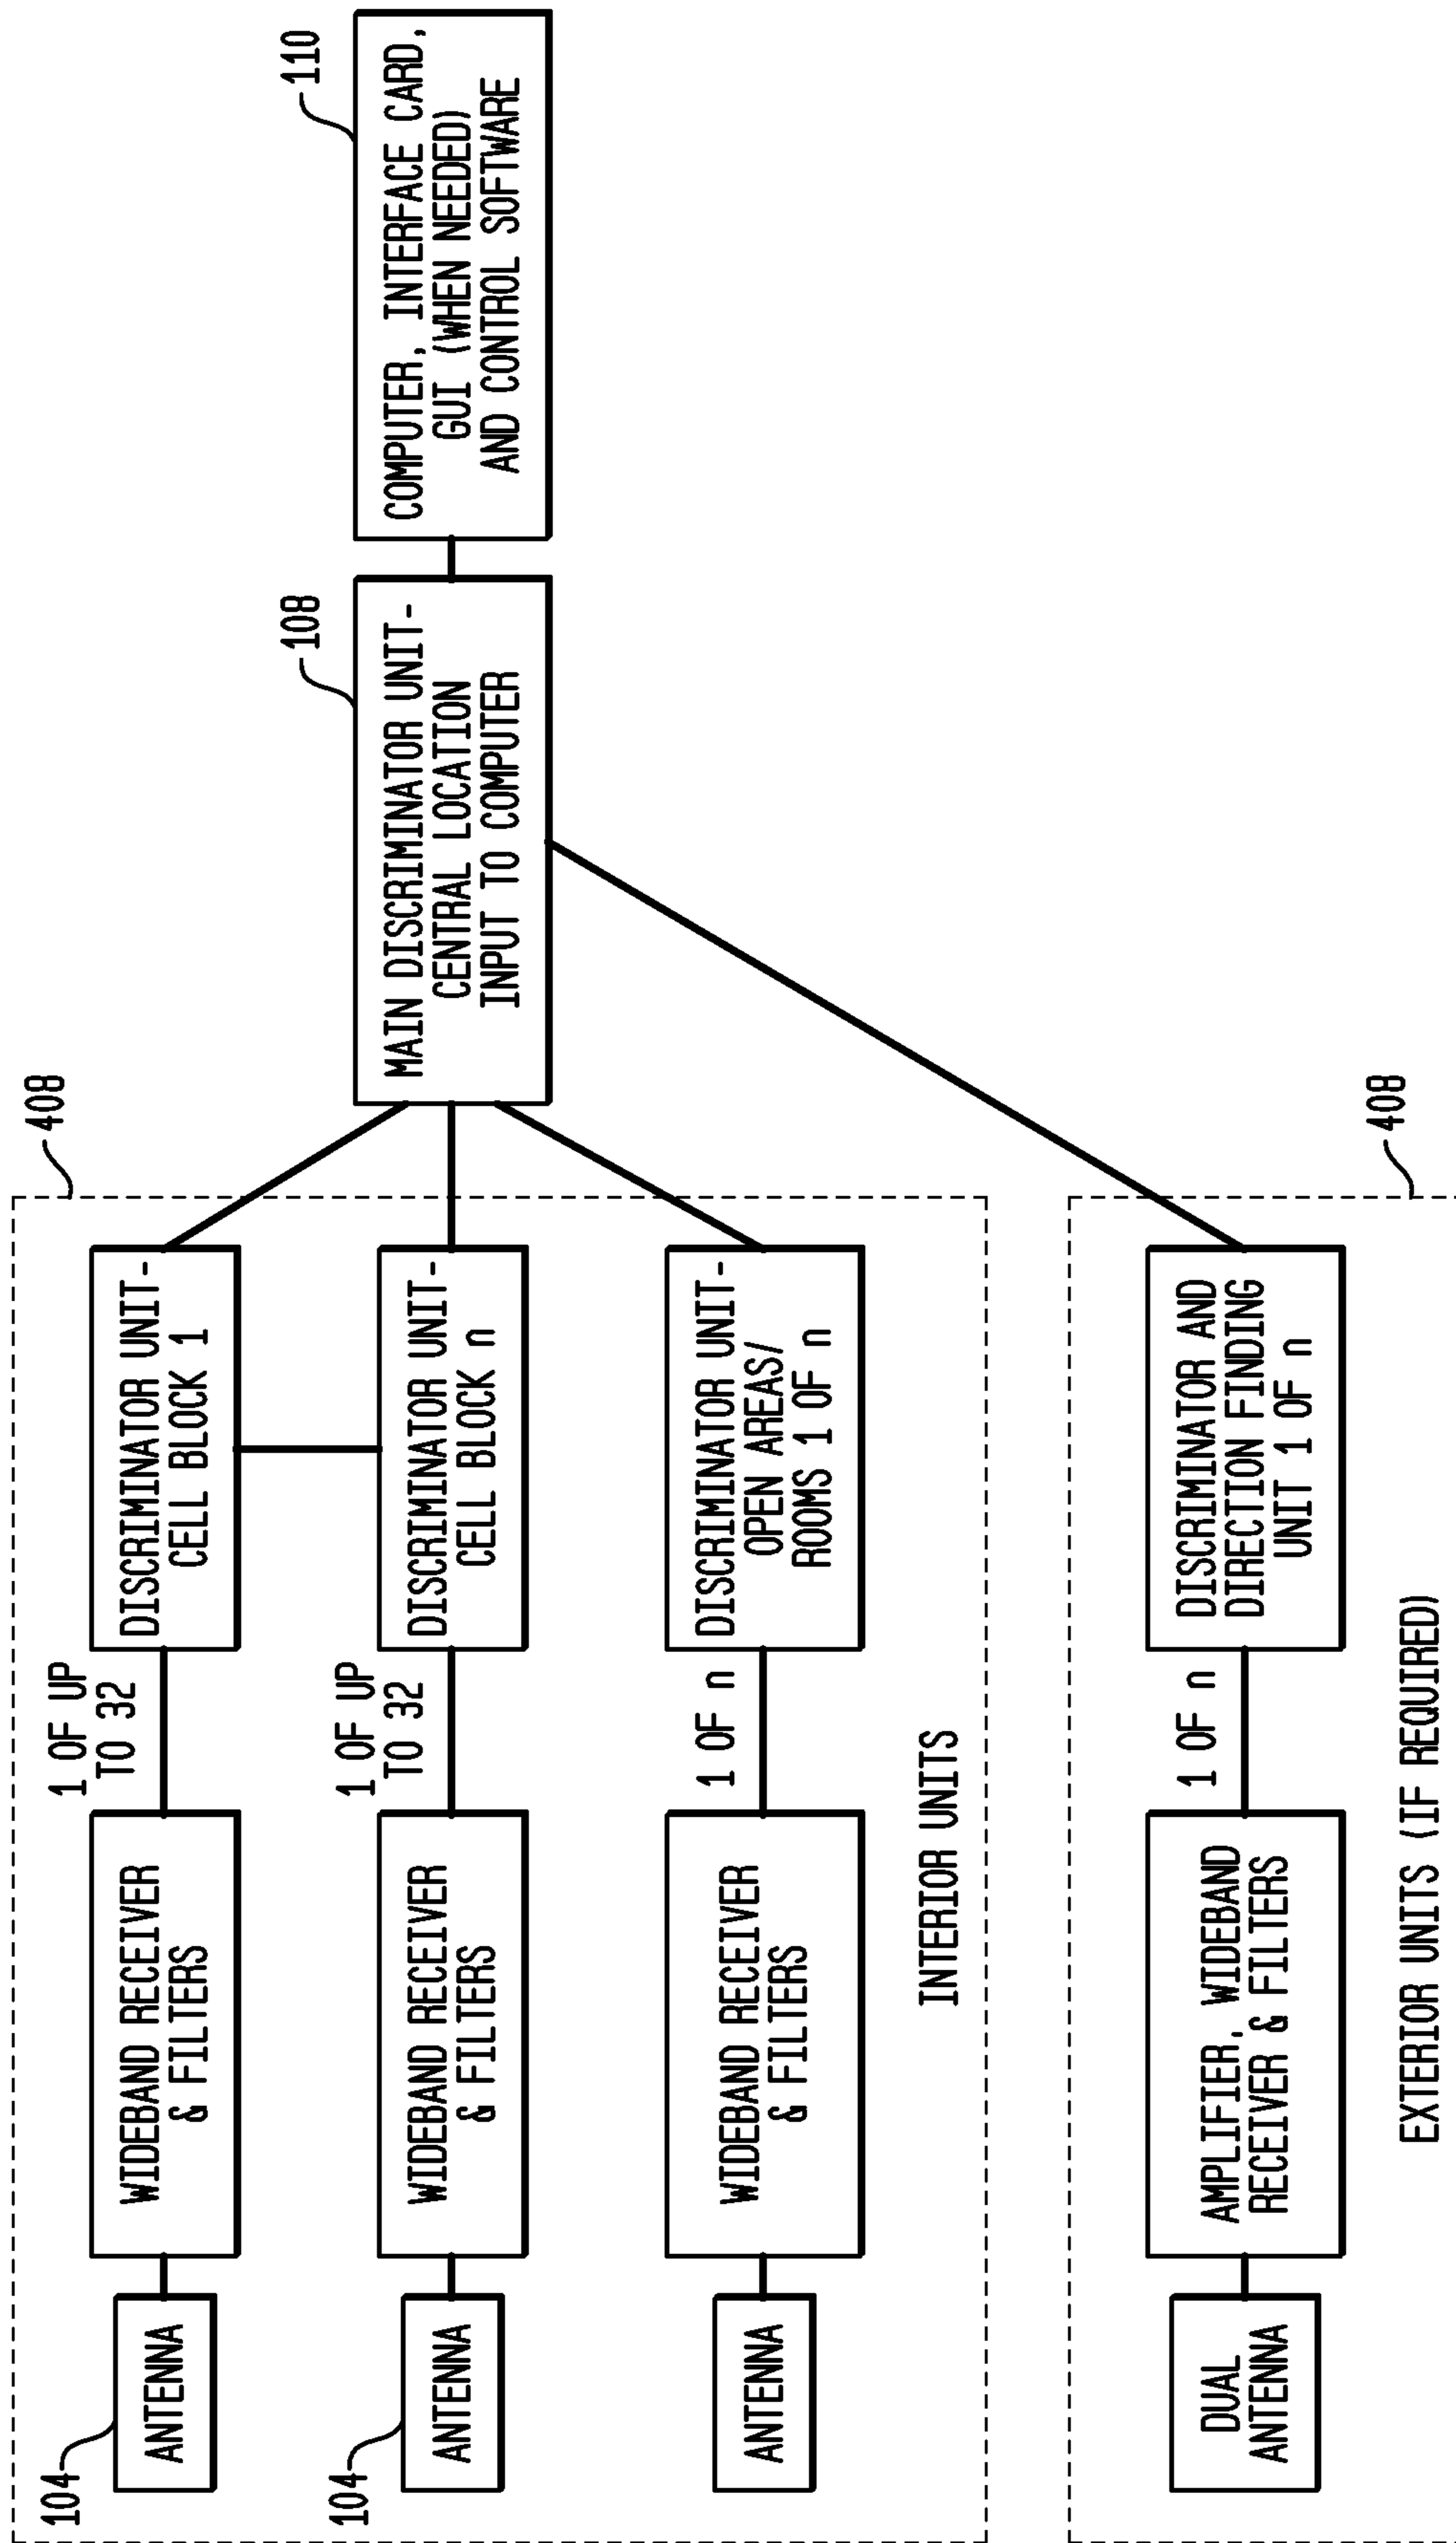 408
104
ANTENNA
WIDEBAND RECEIVER
& FILTERS
1 OF UP
TO 32
DISCRIMINATOR UNIT-
CELL BLOCK 1
104
ANTENNA
WIDEBAND RECEIVER
& FILTERS
1 OF UP
TO 32
DISCRIMINATOR UNIT-
CELL BLOCK n
108
MAIN DISCRIMINATOR UNIT-
CENTRAL LOCATION
INPUT TO COMPUTER
110
COMPUTER, INTERFACE CARD,
GUI (WHEN NEEDED)
AND CONTROL SOFTWARE
ANTENNA
WIDEBAND RECEIVER
& FILTERS
1 OF n
DISCRIMINATOR UNIT-
OPEN AREAS/
ROOMS 1 OF n
INTERIOR UNITS
DUAL
ANTENNA
AMPLIFIER, WIDEBAND
RECEIVER & FILTERS
1 OF n
DISCRIMINATOR AND
DIRECTION FINDING
UNIT 1 OF n
408
EXTERIOR UNITS (IF REQUIRED)